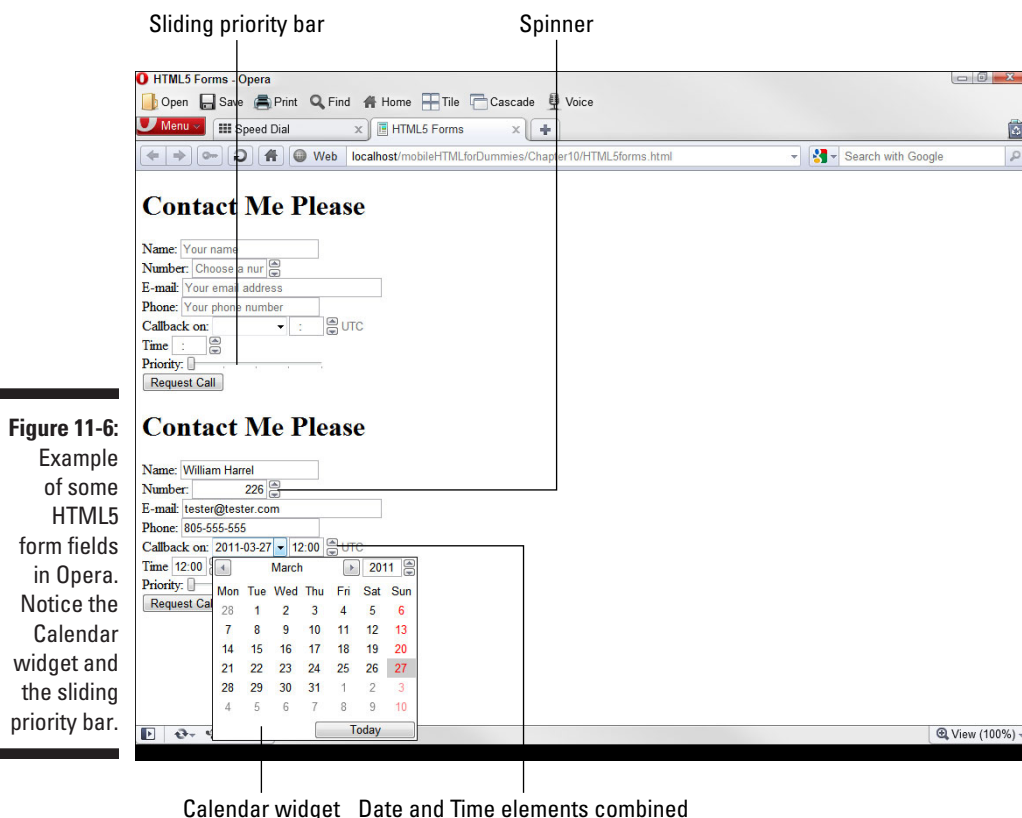 Sliding priority bar
Spinner
HTML5 Forms - Opera
Open Save Print Find Home Tile Cascade Voice
Menu Speed Dial x HTML5 Forms x
Web localhost/mobileHTMLforDummies/Chapter10/HTML5forms.html Search with Google
Contact Me Please
Name: Your name
Number: Choose a nur
E-mail: Your email address
Phone: Your phone number
Callback on: : UTC
Time :
Priority:
Request Call
Contact Me Please
Name: William Harrel
Number: 226
E-mail: tester@tester.com
Phone: 805-555-555
Callback on: 2011-03-27 12:00 UTC
Time 12:00
Priority:
Request Cal
March 2011
Mon Tue Wed Thu Fri Sat Sun
28 1 2 3 4 5 6
7 8 9 10 11 12 13
14 15 16 17 18 19 20
21 22 23 24 25 26 27
28 29 30 31 1 2 3
4 5 6 7 8 9 10
Today
View (100%)
Figure 11-6:
Example
of some
HTML5
form fields
in Opera.
Notice the
Calendar
widget and
the sliding
priority bar.
Calendar widget
Date and Time elements combined